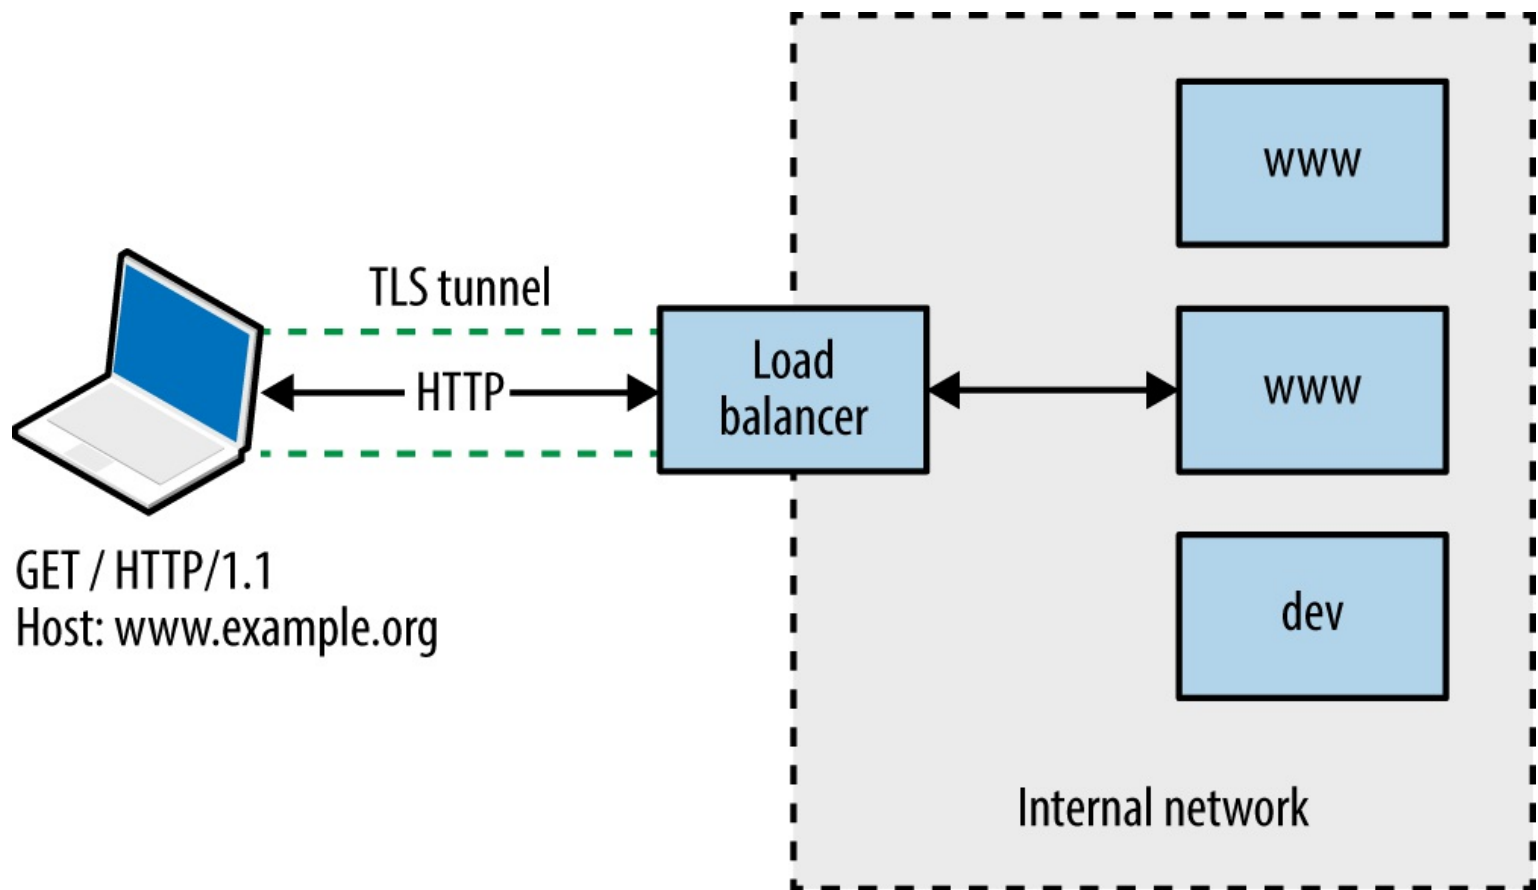 www
TLS tunnel
HTTP
Load
balancer
www
GET / HTTP/1.1
Host: www.example.org
dev
Internal network